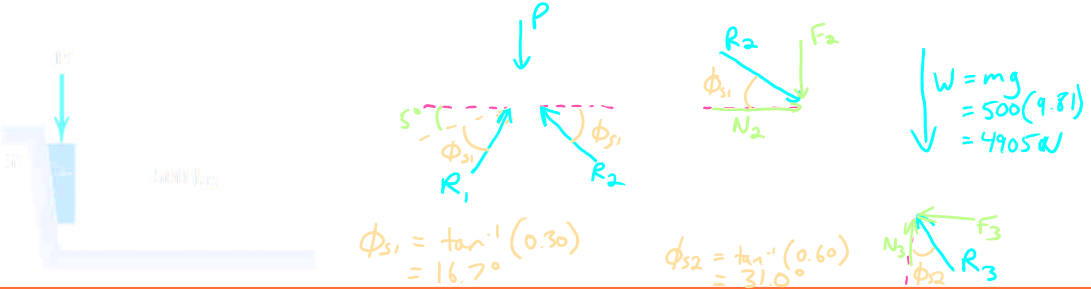 P
5°
ϕs1
R1
ϕs1
R2
ϕs1 = tan⁻¹(0.30)
= 16.7°
R2
F2
ϕs1
N2
ϕs2 = tan⁻¹(0.60)
= 31.0°
W = mg
= 500(9.81)
= 4905N
F3
N3
ϕs2
R3